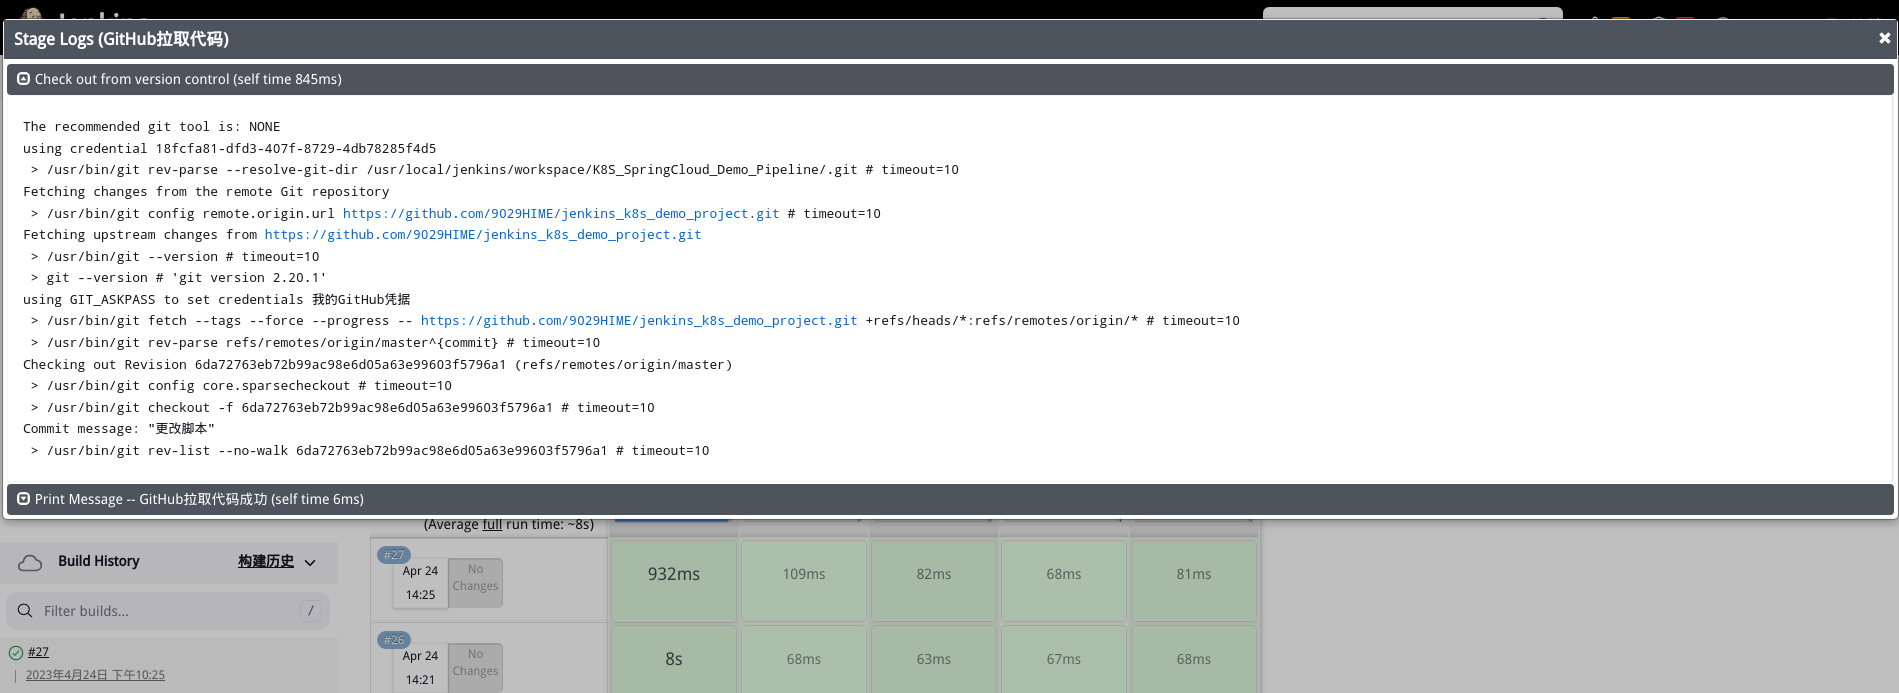 Jenkins
Stage Logs (GitHub拉取代码)
Check out from version control (self time 845ms)
The recommended git tool is: NONE
using credential 18fcfa81-dfd3-407f-8729-4db78285f4d5
> /usr/bin/git rev-parse --resolve-git-dir /usr/local/jenkins/workspace/K8S_SpringCloud_Demo_Pipeline/.git # timeout=10
Fetching changes from the remote Git repository
> /usr/bin/git config remote.origin.url https://github.com/9029HIME/jenkins_k8s_demo_project.git # timeout=10
Fetching upstream changes from https://github.com/9029HIME/jenkins_k8s_demo_project.git
> /usr/bin/git --version # timeout=10
> git --version # 'git version 2.20.1'
using GIT_ASKPASS to set credentials 我的GitHub凭据
> /usr/bin/git fetch --tags --force --progress -- https://github.com/9029HIME/jenkins_k8s_demo_project.git +refs/heads/*:refs/remotes/origin/* # timeout=10
> /usr/bin/git rev-parse refs/remotes/origin/master^{commit} # timeout=10
Checking out Revision 6da72763eb72b99ac98e6d05a63e99603f5796a1 (refs/remotes/origin/master)
> /usr/bin/git config core.sparsecheckout # timeout=10
> /usr/bin/git checkout -f 6da72763eb72b99ac98e6d05a63e99603f5796a1 # timeout=10
Commit message: "更改脚本"
> /usr/bin/git rev-list --no-walk 6da72763eb72b99ac98e6d05a63e99603f5796a1 # timeout=10
Print Message -- GitHub拉取代码成功 (self time 6ms)
(Average full run time: ~8s)
Build History 构建历史
Filter builds... /
#27
2023年4月24日 下午10:25
#27
Apr 24
14:25
No
Changes
932ms 109ms 82ms 68ms 81ms
#26
Apr 24
14:21
No
Changes
8s 68ms 63ms 67ms 68ms